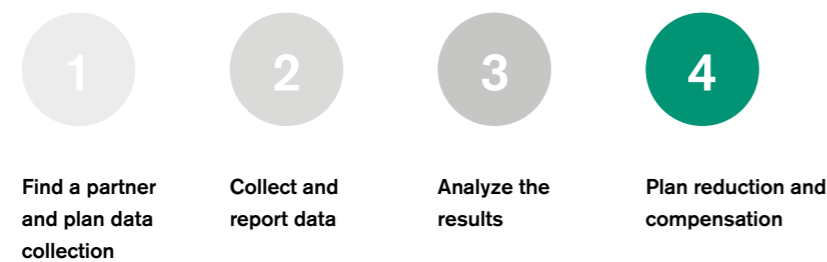 1
2
3
4
Find a partner
and plan data
collection
Collect and
report data
Analyze the
results
Plan reduction and
compensation